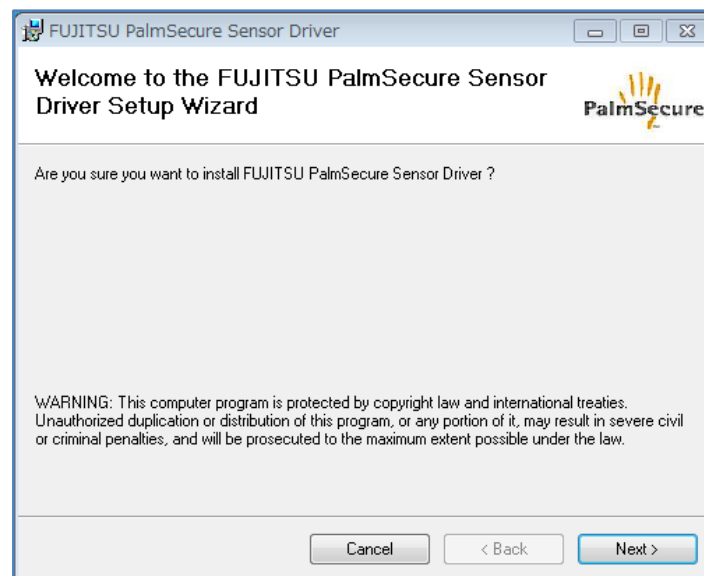 FUJITSU PalmSecure Sensor Driver
Welcome to the FUJITSU PalmSecure Sensor
Driver Setup Wizard
PalmSecure
Are you sure you want to install FUJITSU PalmSecure Sensor Driver ?
WARNING: This computer program is protected by copyright law and international treaties.
Unauthorized duplication or distribution of this program, or any portion of it, may result in severe civil
or criminal penalties, and will be prosecuted to the maximum extent possible under the law.
Cancel
< Back
Next >